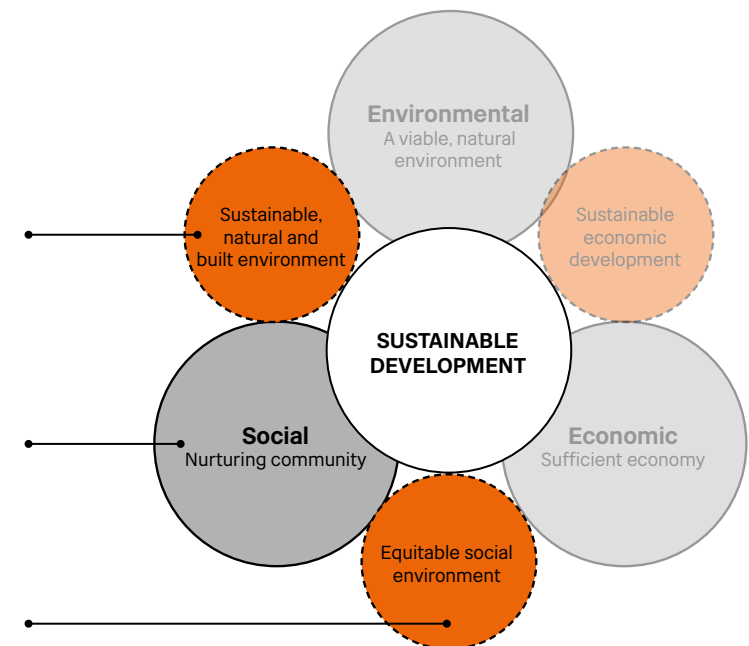 Environmental
A viable, natural
environment
Sustainable,
natural and
built environment
Sustainable
economic
development
SUSTAINABLE
DEVELOPMENT
Social
Nurturing community
Economic
Sufficient economy
Equitable social
environment